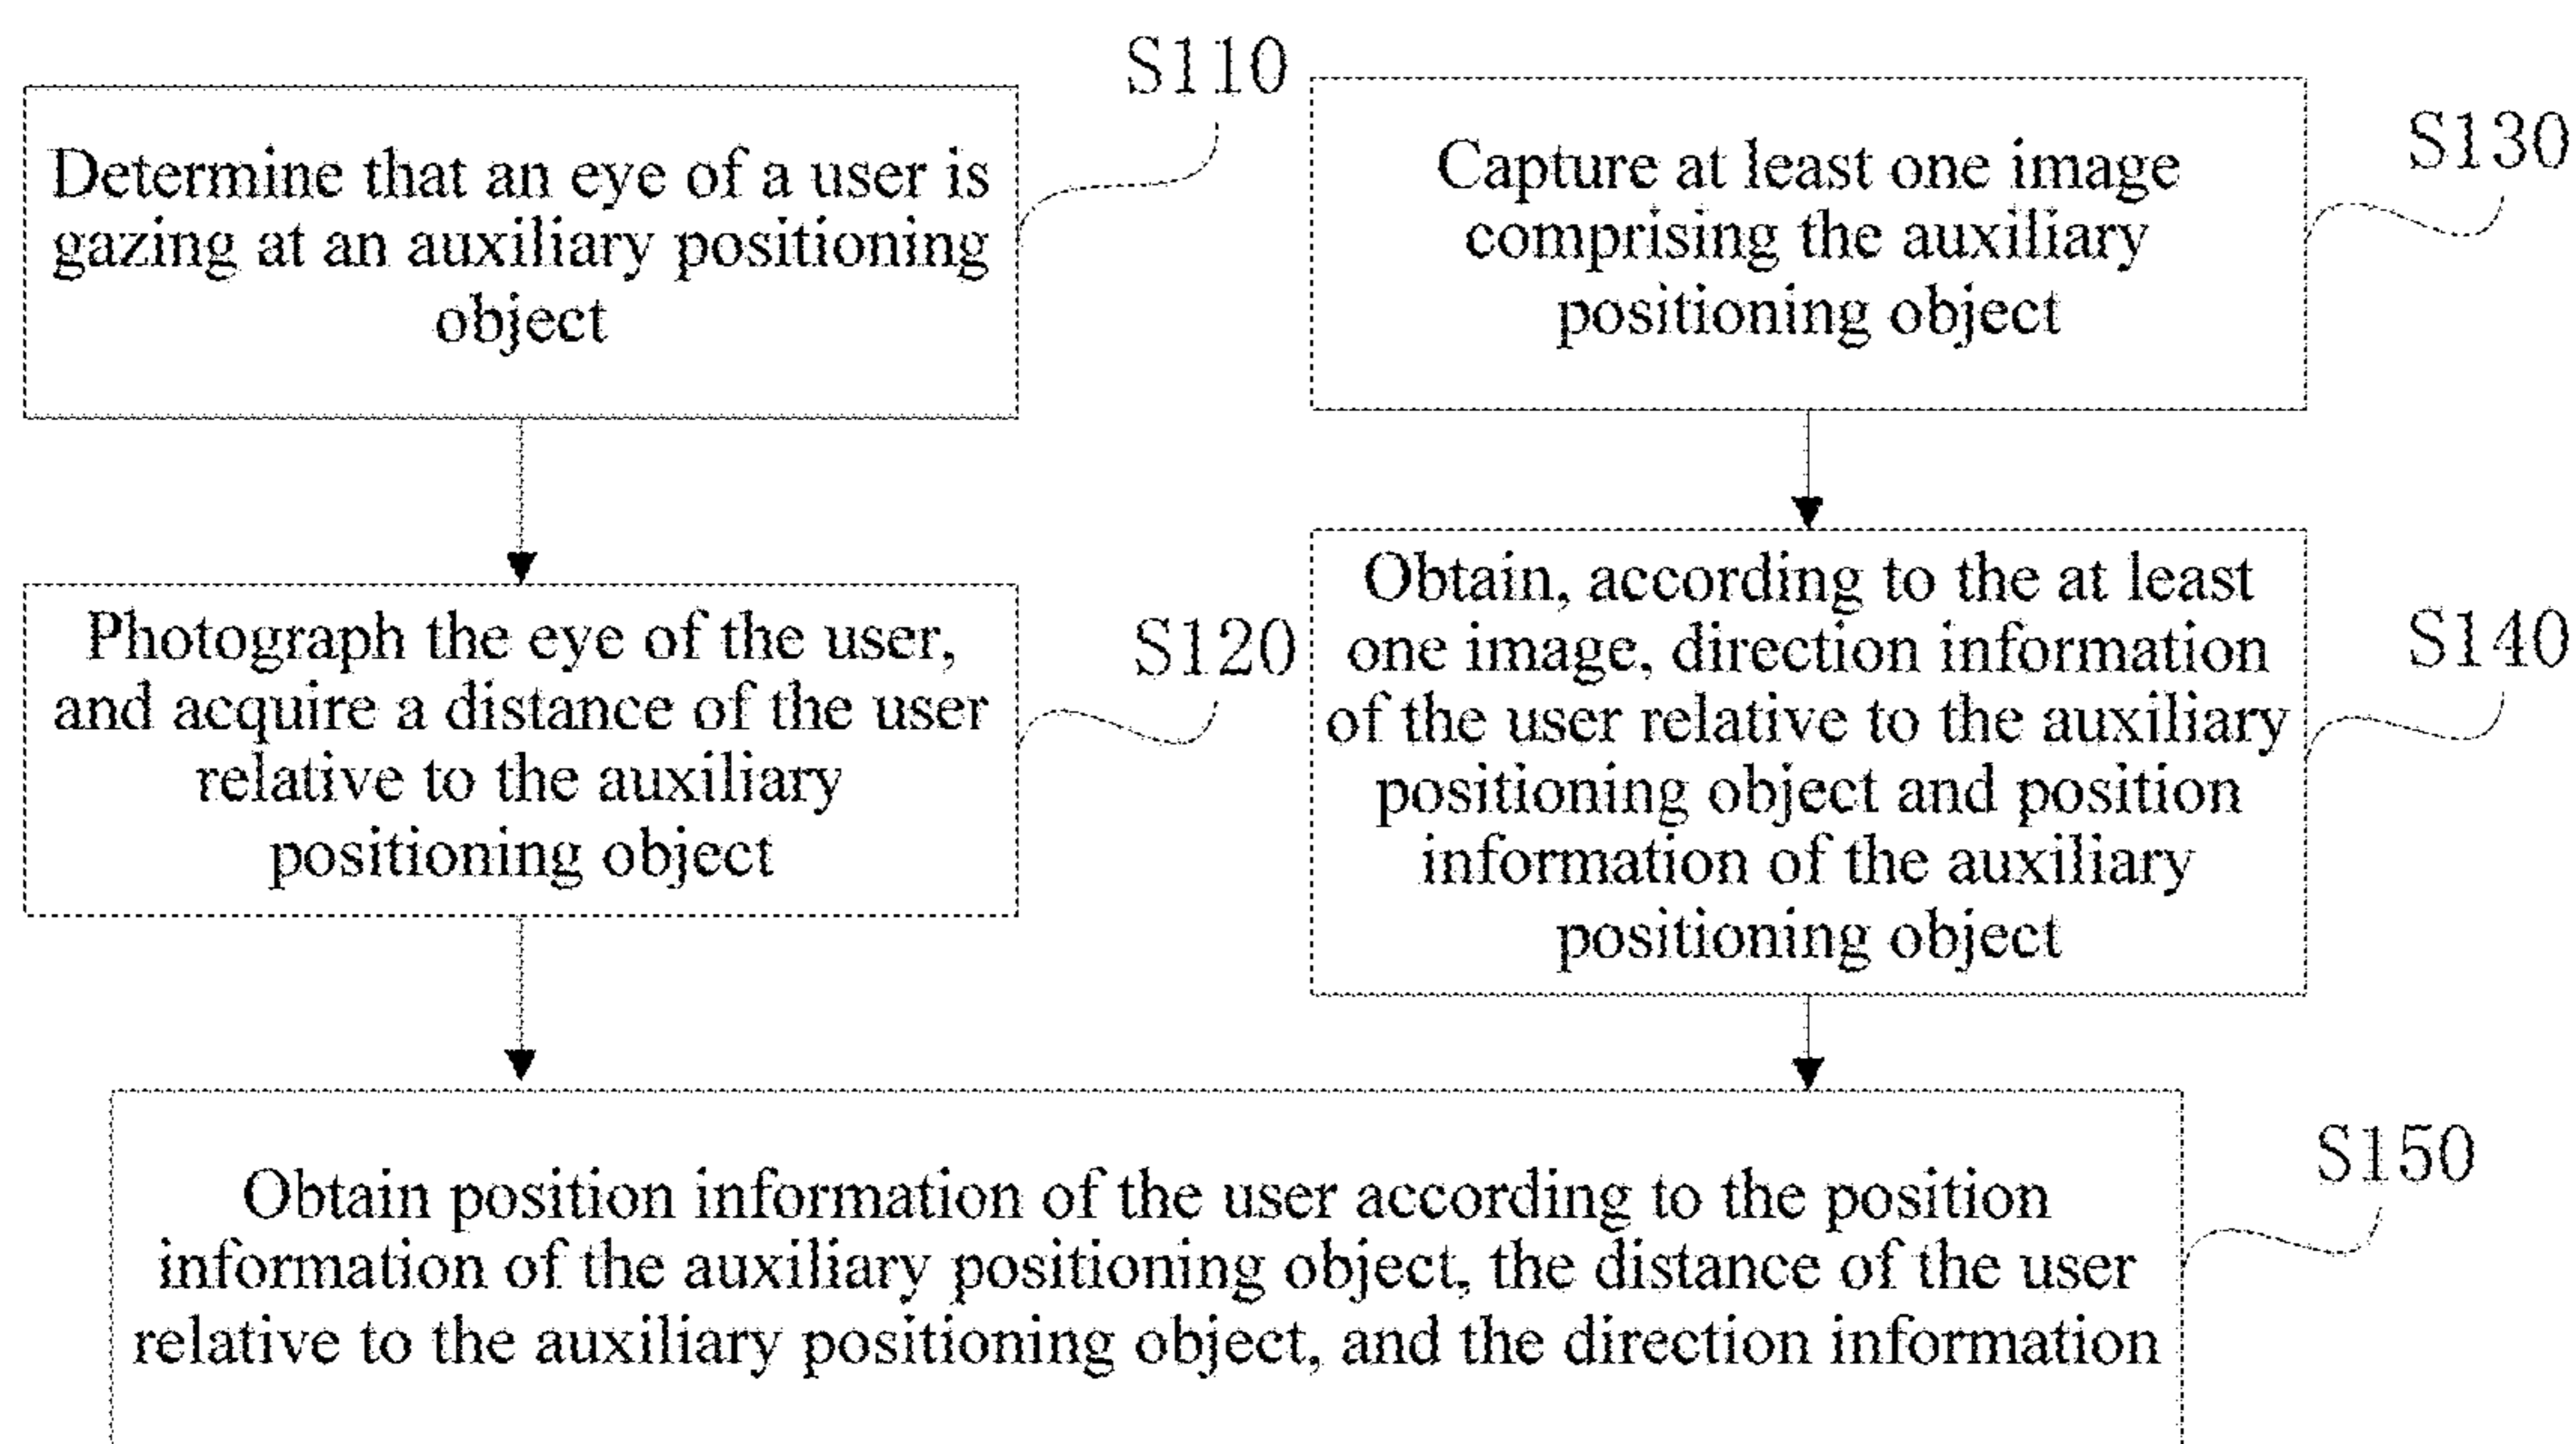 S110
Determine that an eye of a user is
gazing at an auxiliary positioning
object
S130
Capture at least one image
comprising the auxiliary
positioning object
S120
Photograph the eye of the user,
and acquire a distance of the user
relative to the auxiliary
positioning object
S140
Obtain, according to the at least
one image, direction information
of the user relative to the auxiliary
positioning object and position
information of the auxiliary
positioning object
S150
Obtain position information of the user according to the position
information of the auxiliary positioning object, the distance of the user
relative to the auxiliary positioning object, and the direction information